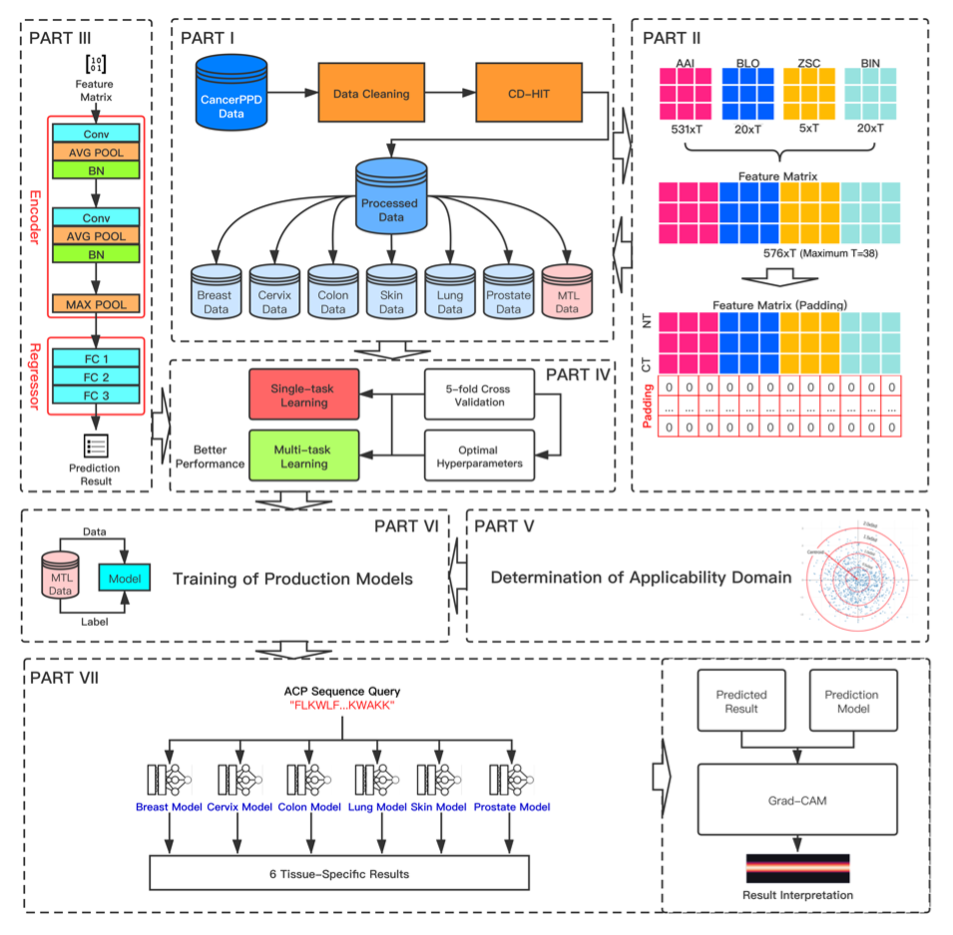 PART III
[10
01]
Feature
Matrix
Conv
AVG POOL
BN
Encoder
Conv
AVG POOL
BN
MAX POOL
Regressor
FC 1
FC 2
FC 3
Prediction
Result
PART I
CancerPPD
Data
Data Cleaning
CD-HIT
Processed
Data
Breast
Data
Cervix
Data
Colon
Data
Skin
Data
Lung
Data
Prostate
Data
MTL
Data
PART II
AAI BLO ZSC BIN
531xT 20xT 5xT 20xT
Feature Matrix
576xT (Maximum T=38)
Feature Matrix (Padding)
NT
CT
Padding
0 0 0 0 0 0 0 0 0 0 0 0
... ... ... ... ... ... ... ... ... ... ... ...
0 0 0 0 0 0 0 0 0 0 0 0
PART IV
Single-task
Learning
5-fold Cross
Validation
Better
Performance
Multi-task
Learning
Optimal
Hyperparameters
PART VI
Data
MTL
Data
Model
Label
Training of Production Models
PART V
Determination of Applicability Domain
Centroid
PART VII
ACP Sequence Query
"FLKWLF...KWAKK"
Breast Model Cervix Model Colon Model Lung Model Skin Model Prostate Model
6 Tissue-Specific Results
Predicted
Result
Prediction
Model
Grad-CAM
Result Interpretation